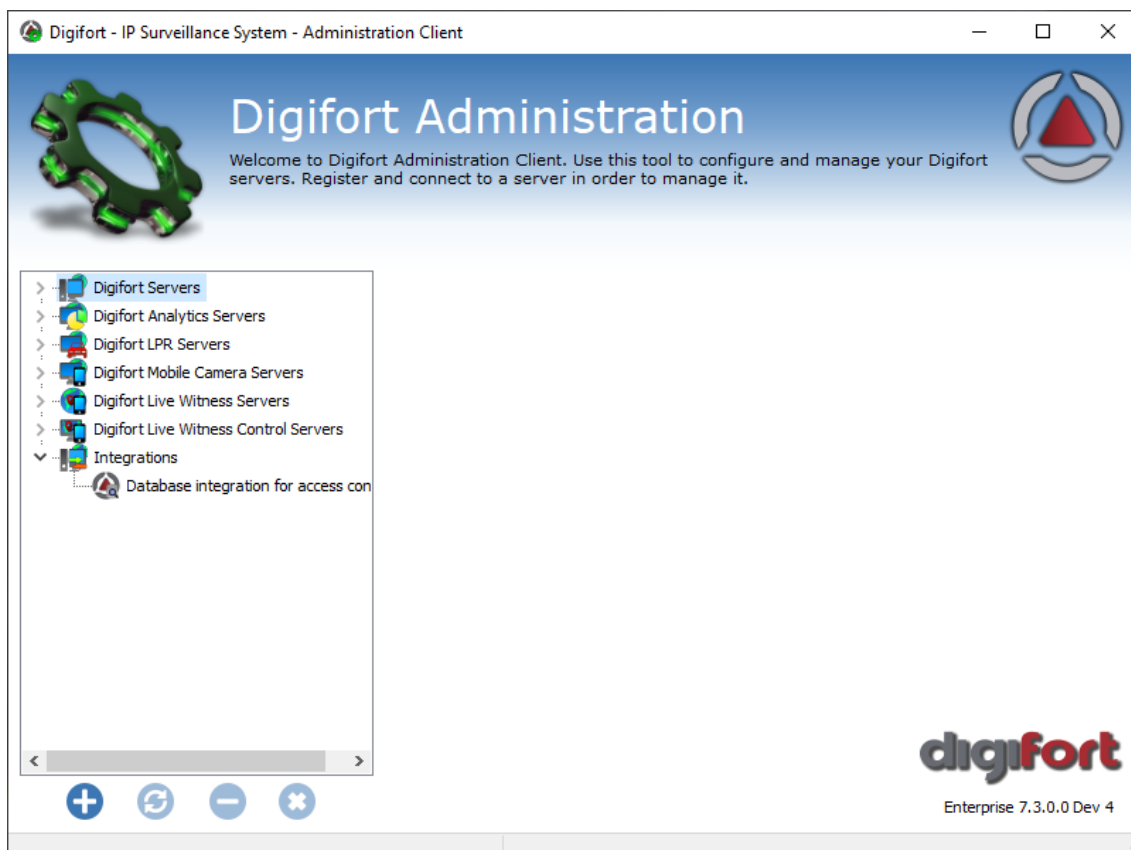 Digifort - IP Surveillance System - Administration Client
Digifort Administration
Welcome to Digifort Administration Client. Use this tool to configure and manage your Digifort
servers. Register and connect to a server in order to manage it.
Digifort Servers
Digifort Analytics Servers
Digifort LPR Servers
Digifort Mobile Camera Servers
Digifort Live Witness Servers
Digifort Live Witness Control Servers
Integrations
Database integration for access con
digifort
Enterprise 7.3.0.0 Dev 4